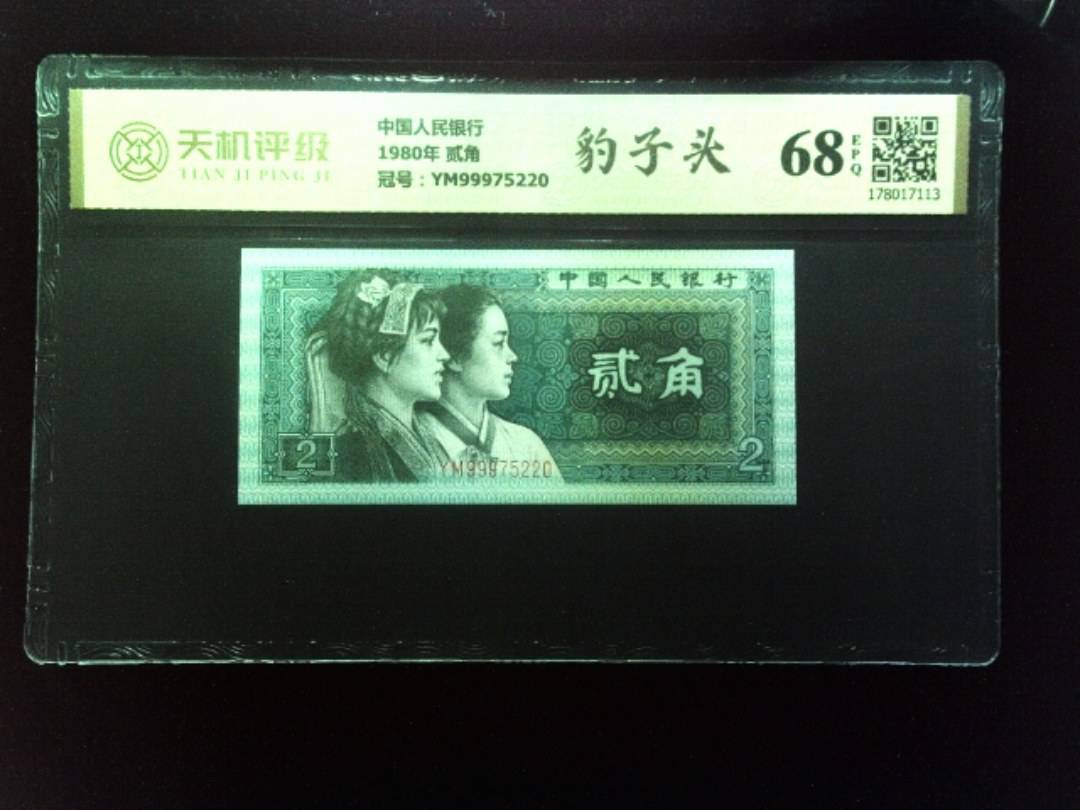 天机评级
TIAN JI PING JI
中国人民银行
1980年 贰角
冠号：YM99975220
豹子头
68
EPQ
178017113
中国人民银行
贰角
2
YM99975220
2